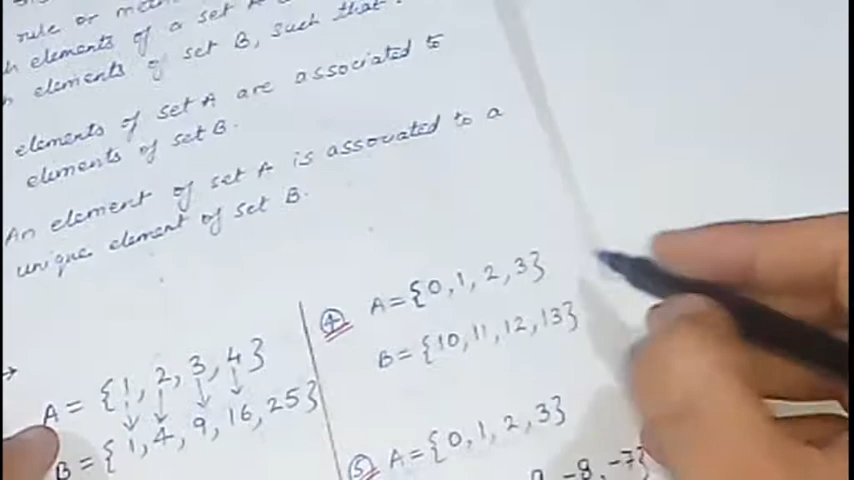 rule or
elements of a set A
elements of set B, such that
elements of set A are associated to
elements of set B.
An element of set A is associated to a
unique element of set B.
→
A = {1, 2, 3, 4}
↓ ↓ ↓ ↓
B = {1, 4, 9, 16, 25}
④ A = {0, 1, 2, 3}
B = {10, 11, 12, 13}
⑤ A = {0, 1, 2, 3}
-8, -7}